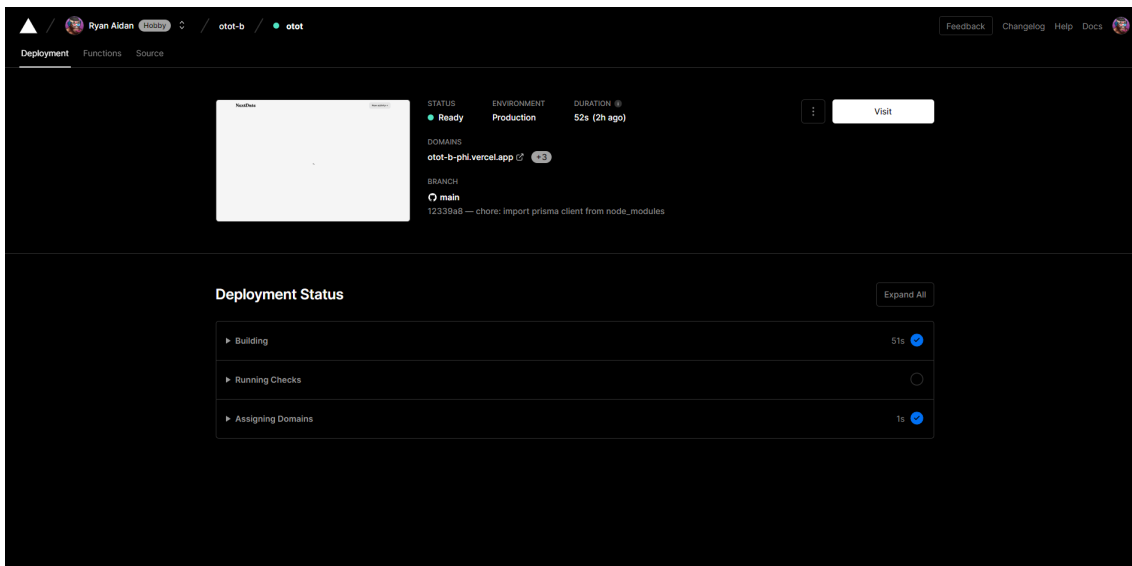 Ryan Aidan Hobby / otot-b / otot
Feedback Changelog Help Docs
Deployment Functions Source
NextData
STATUS ENVIRONMENT DURATION
Ready Production 52s (2h ago)
Visit
DOMAINS
otot-b-phi.vercel.app +3
BRANCH
main
12339a8 — chore: import prisma client from node_modules
Deployment Status
Expand All
Building 51s
Running Checks
Assigning Domains 1s